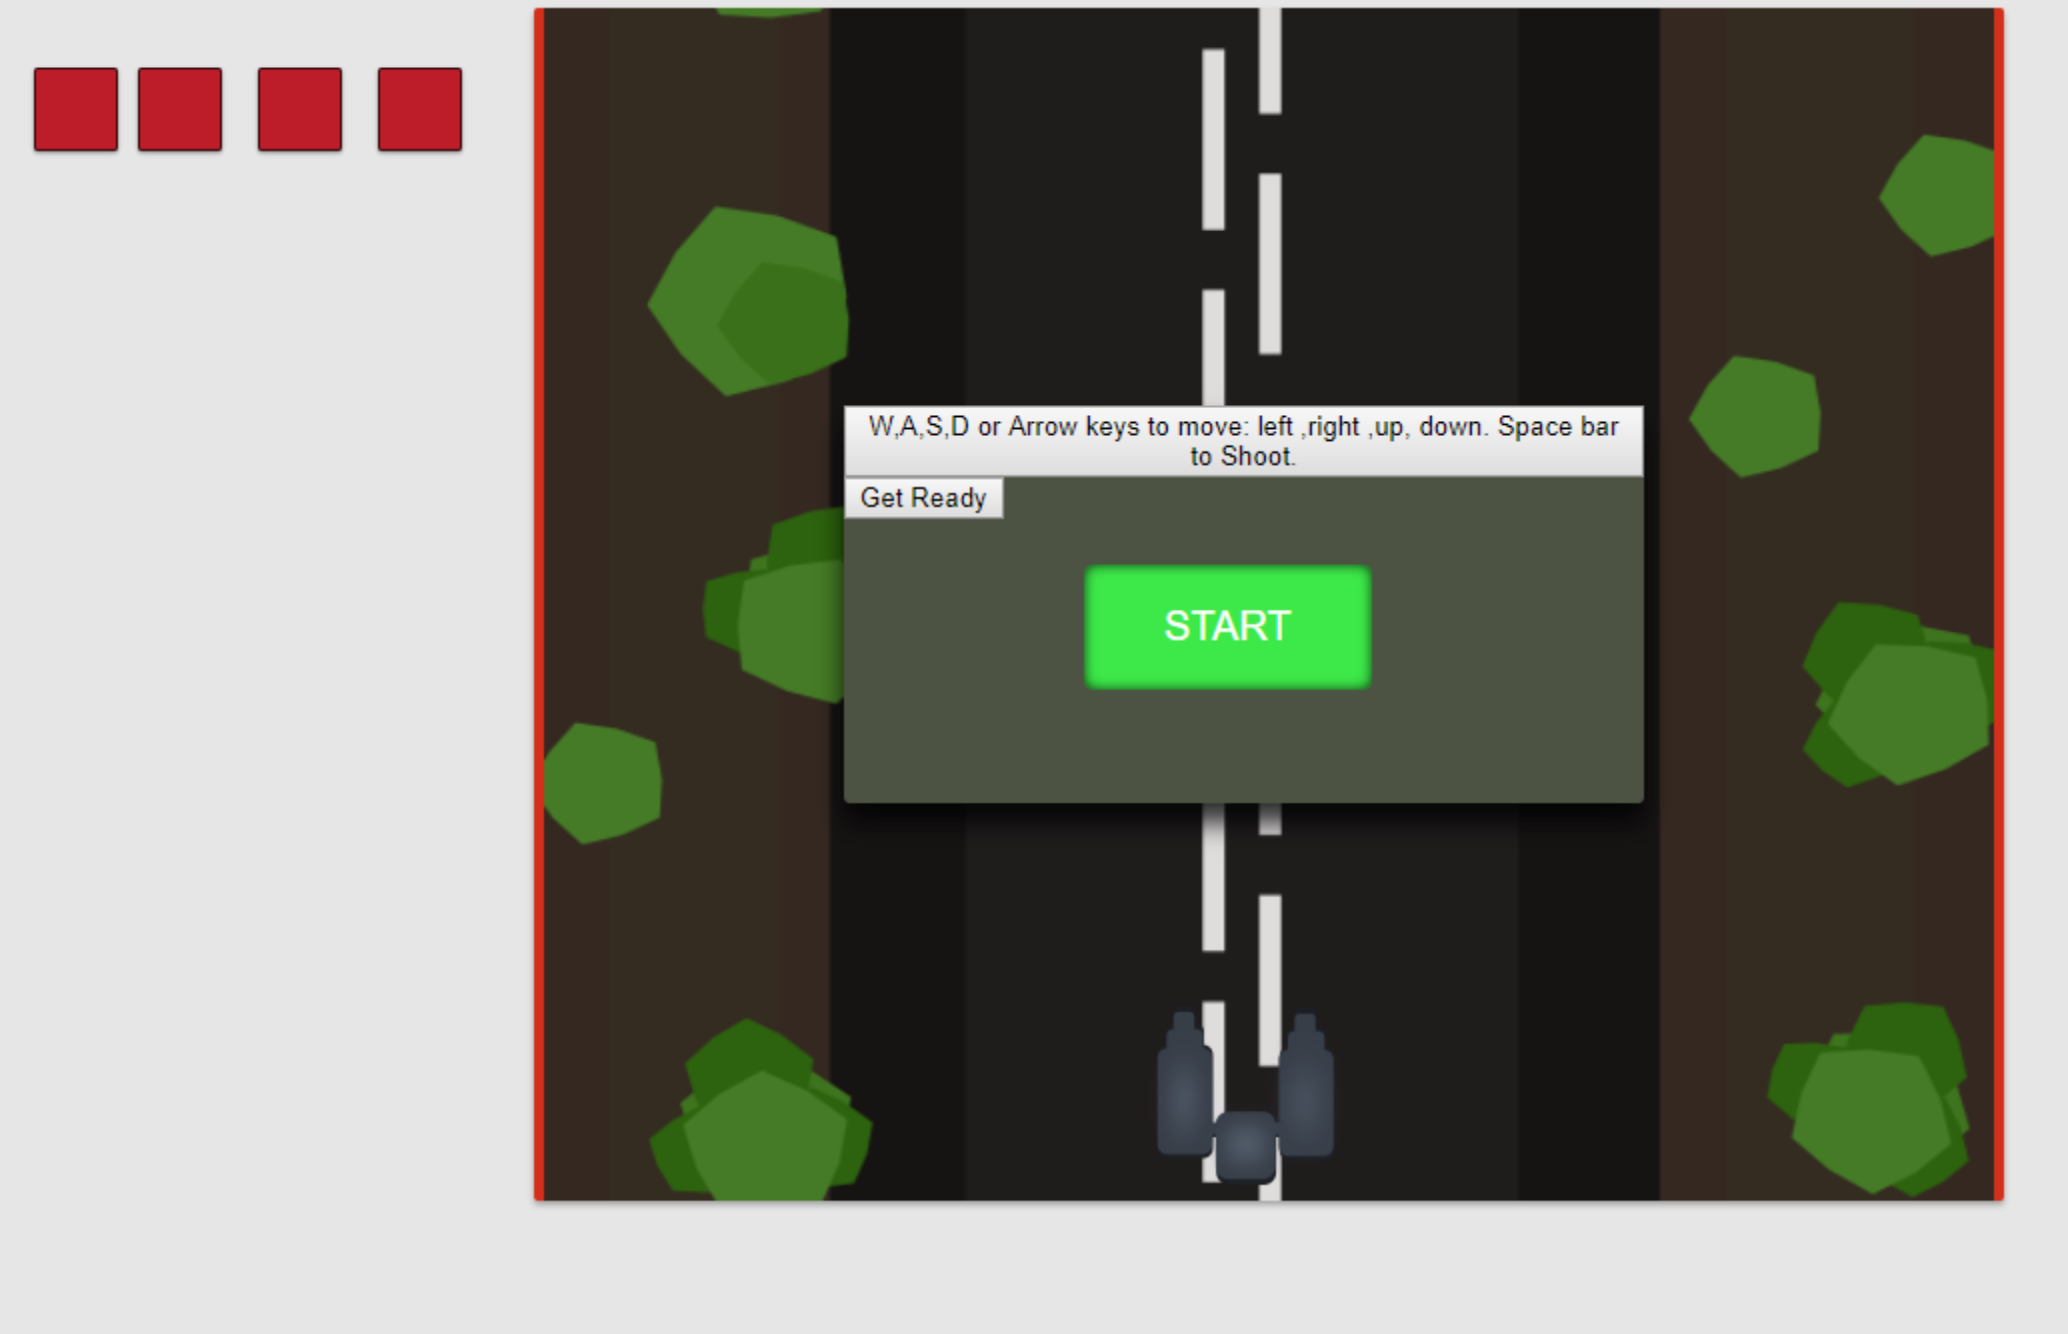 W,A,S,D or Arrow keys to move: left ,right ,up, down. Space bar
to Shoot.
Get Ready
START